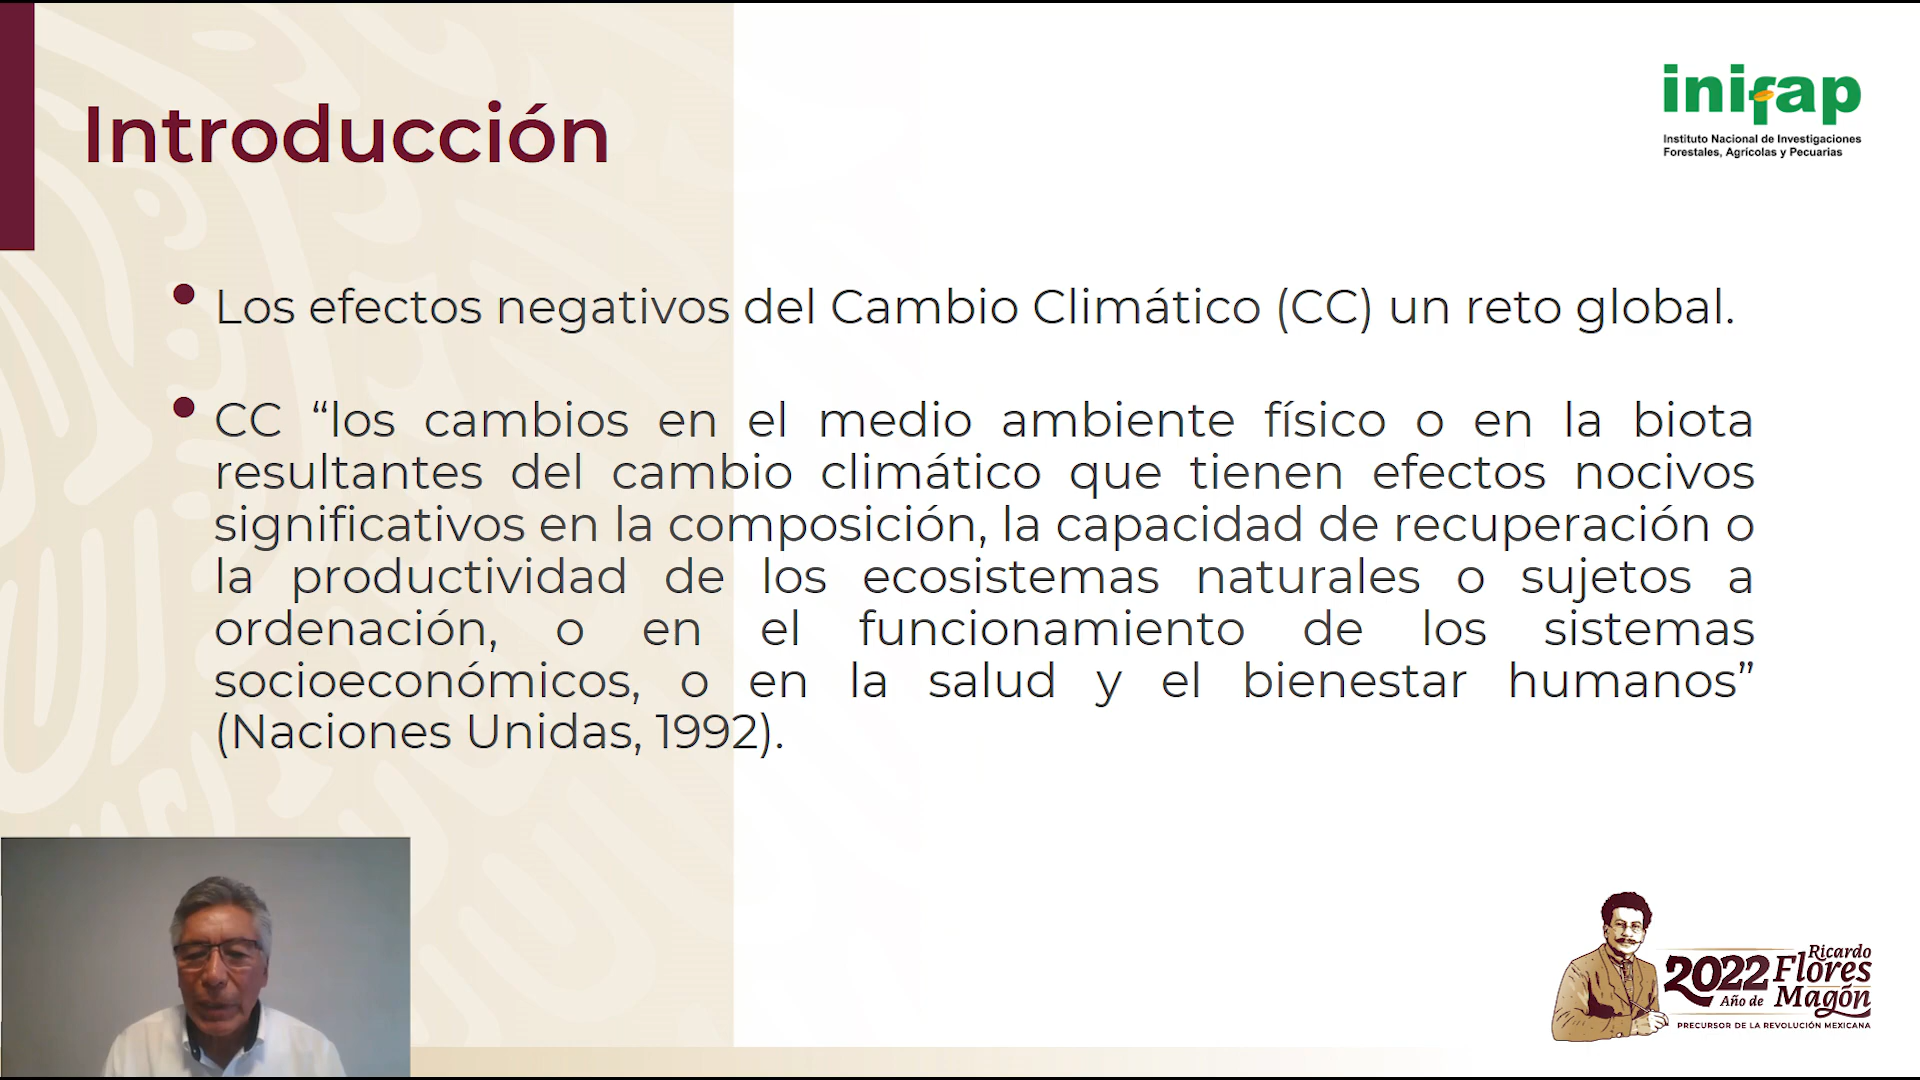 Introducción
inifap
Instituto Nacional de Investigaciones
Forestales, Agrícolas y Pecuarias
• Los efectos negativos del Cambio Climático (CC) un reto global.
• CC “los cambios en el medio ambiente físico o en la biota
resultantes del cambio climático que tienen efectos nocivos
significativos en la composición, la capacidad de recuperación o
la productividad de los ecosistemas naturales o sujetos a
ordenación, o en el funcionamiento de los sistemas
socioeconómicos, o en la salud y el bienestar humanos”
(Naciones Unidas, 1992).
2022 Ricardo
Flores
Año de Magón
PRECURSOR DE LA REVOLUCIÓN MEXICANA